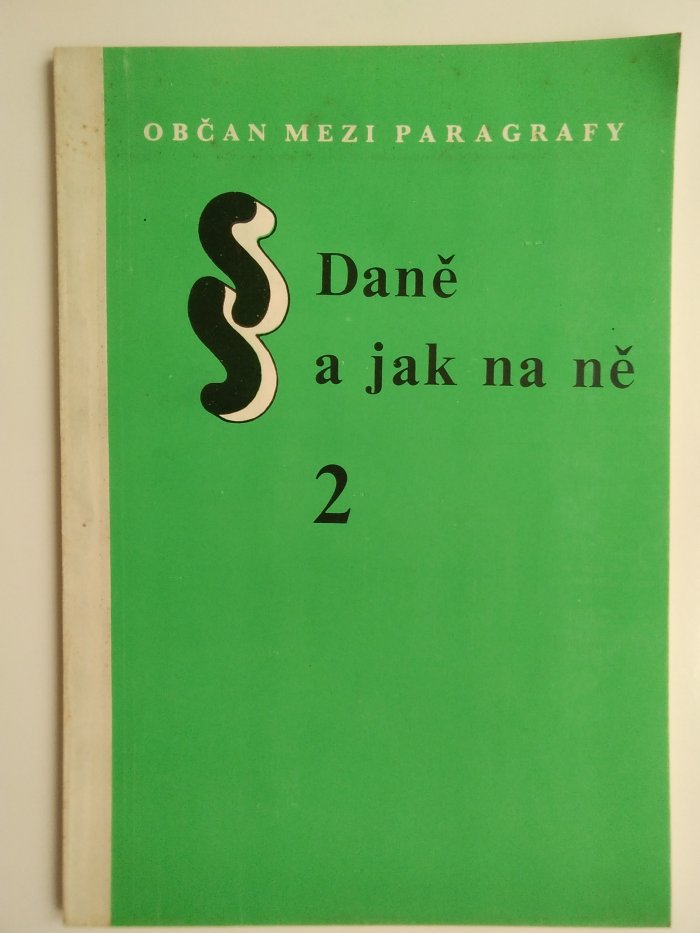 OBČAN MEZI PARAGRAFY
§ Daně
a jak na ně
2